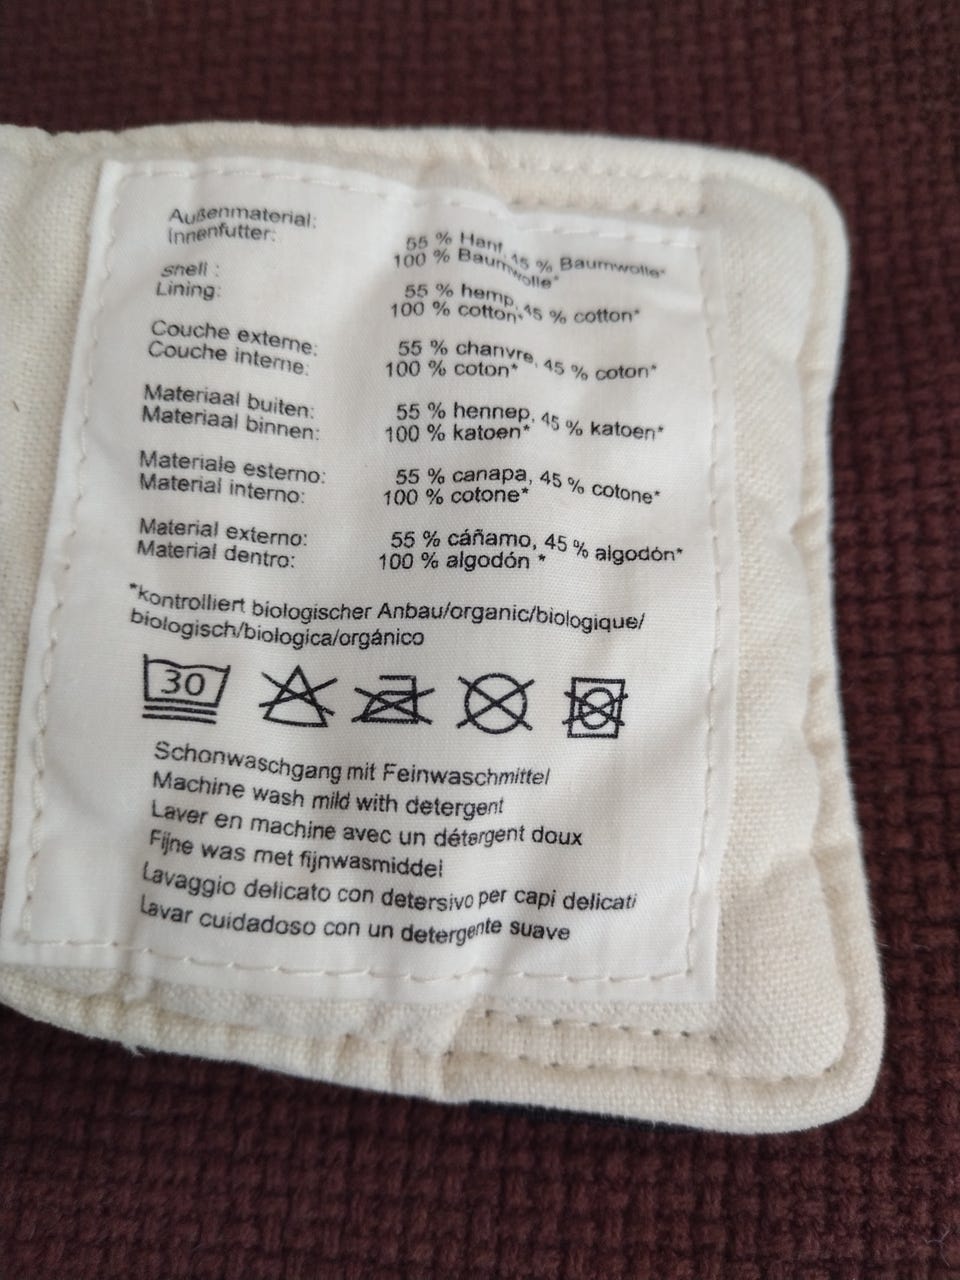 Außenmaterial: 55 % Hanf, 45 % Baumwolle*
Innenfutter: 100 % Baumwolle*
shell : 55 % hemp, 45 % cotton*
Lining: 100 % cotton*
Couche externe: 55 % chanvre, 45 % coton*
Couche interne: 100 % coton*
Materiaal buiten: 55 % hennep, 45 % katoen*
Materiaal binnen: 100 % katoen*
Materiale esterno: 55 % canapa, 45 % cotone*
Material interno: 100 % cotone*
Material externo: 55 % cáñamo, 45 % algodón*
Material dentro: 100 % algodón *
*kontrolliert biologischer Anbau/organic/biologique/
biologisch/biologica/orgánico
30
Schonwaschgang mit Feinwaschmittel
Machine wash mild with detergent
Laver en machine avec un détergent doux
Fijne was met fijnwasmiddel
Lavaggio delicato con detersivo per capi delicati
Lavar cuidadoso con un detergente suave